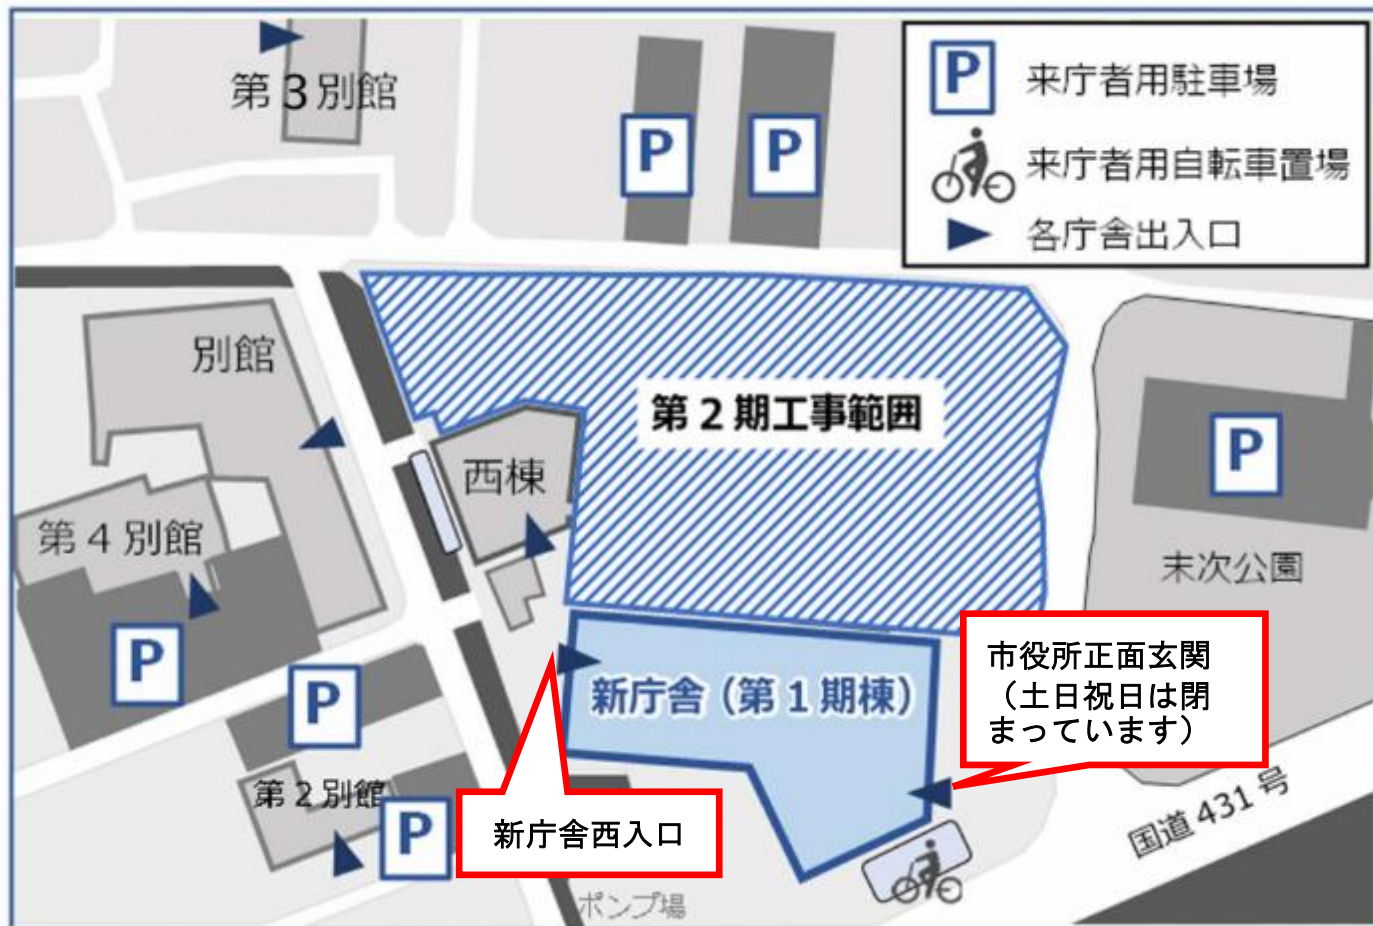 第3別館
P
P
P 来庁者用駐車場
来庁者用自転車置場
各庁舎出入口
別館
第2期工事範囲
西棟
P
第4別館
末次公園
P
P
新庁舎（第1期棟）
市役所正面玄関
（土日祝日は閉
まっています）
第2別館
P
新庁舎西入口
国道431号
ポンプ場